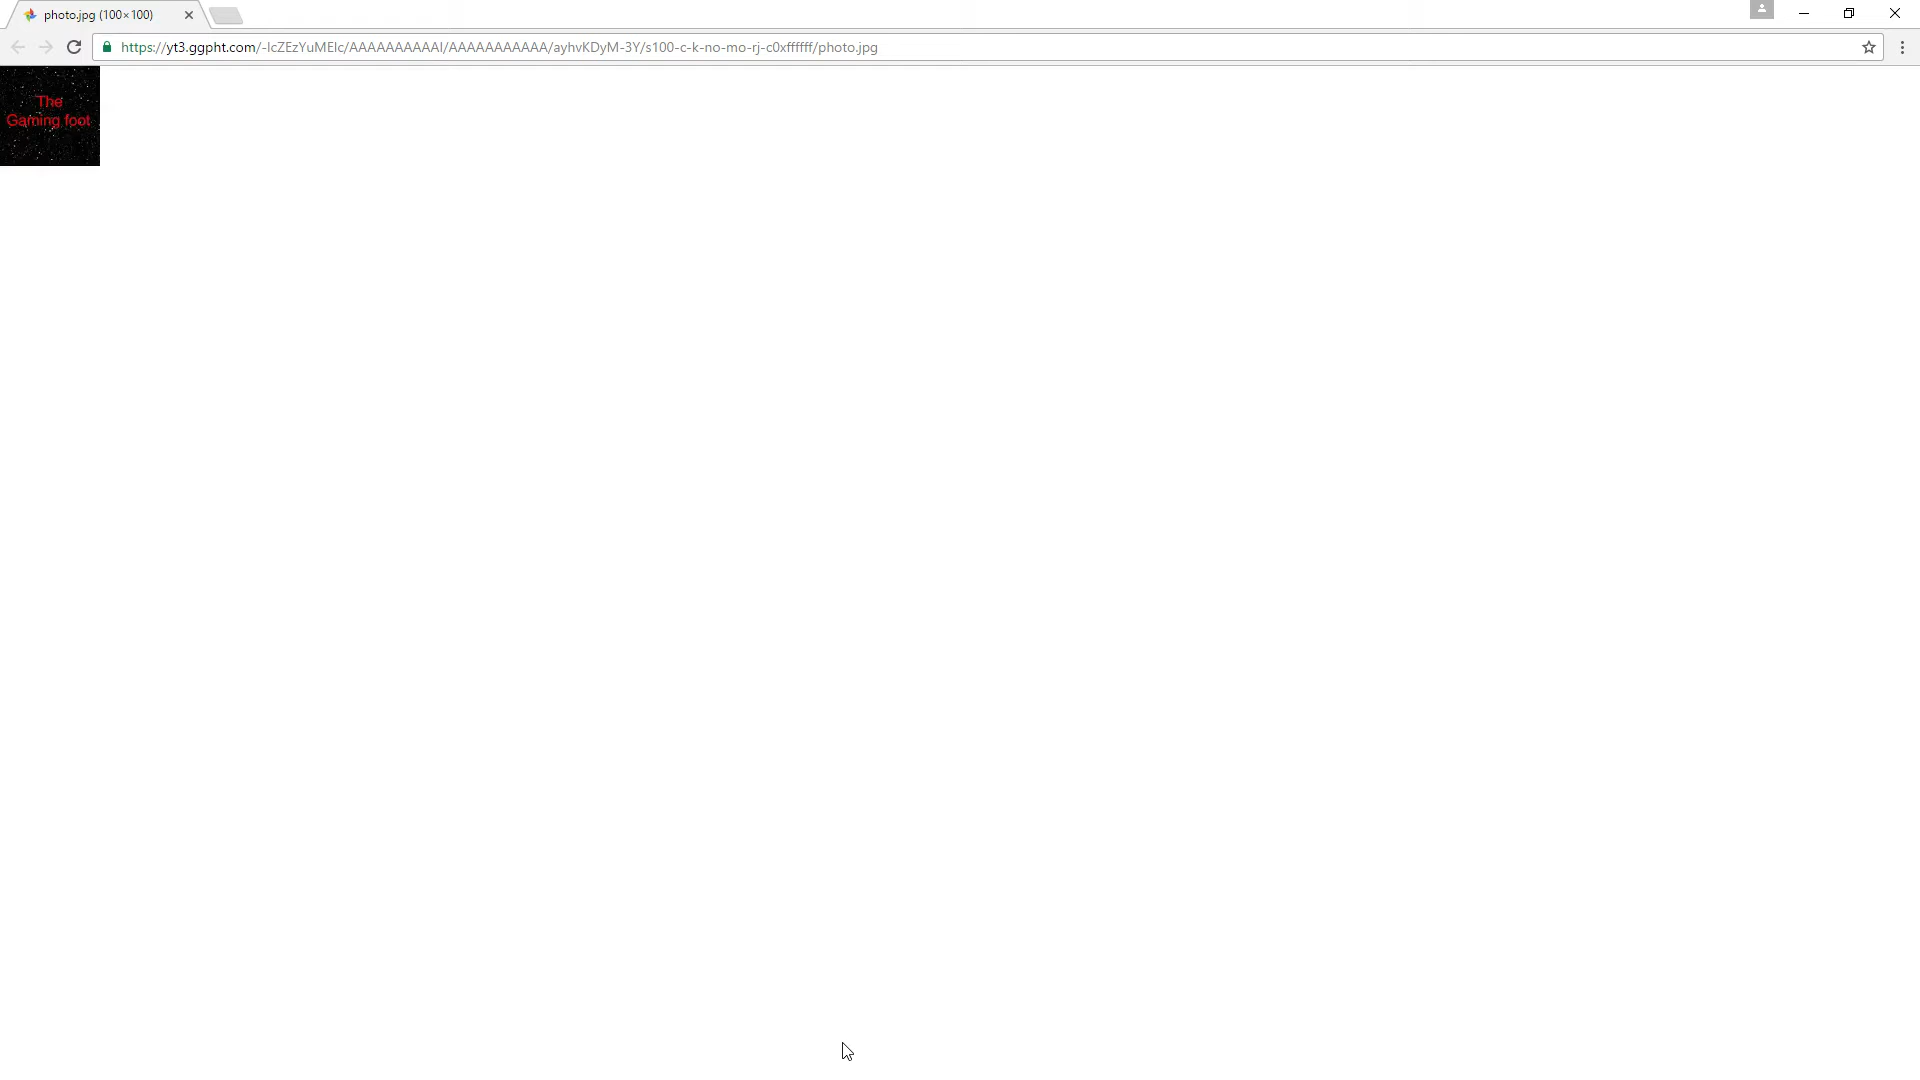 photo.jpg (100×100)
https://yt3.ggpht.com/-IcZEzYuMEIc/AAAAAAAAAAI/AAAAAAAAAAA/ayhvKDyM-3Y/s100-c-k-no-mo-rj-c0xffffff/photo.jpg
The
Gaming foot